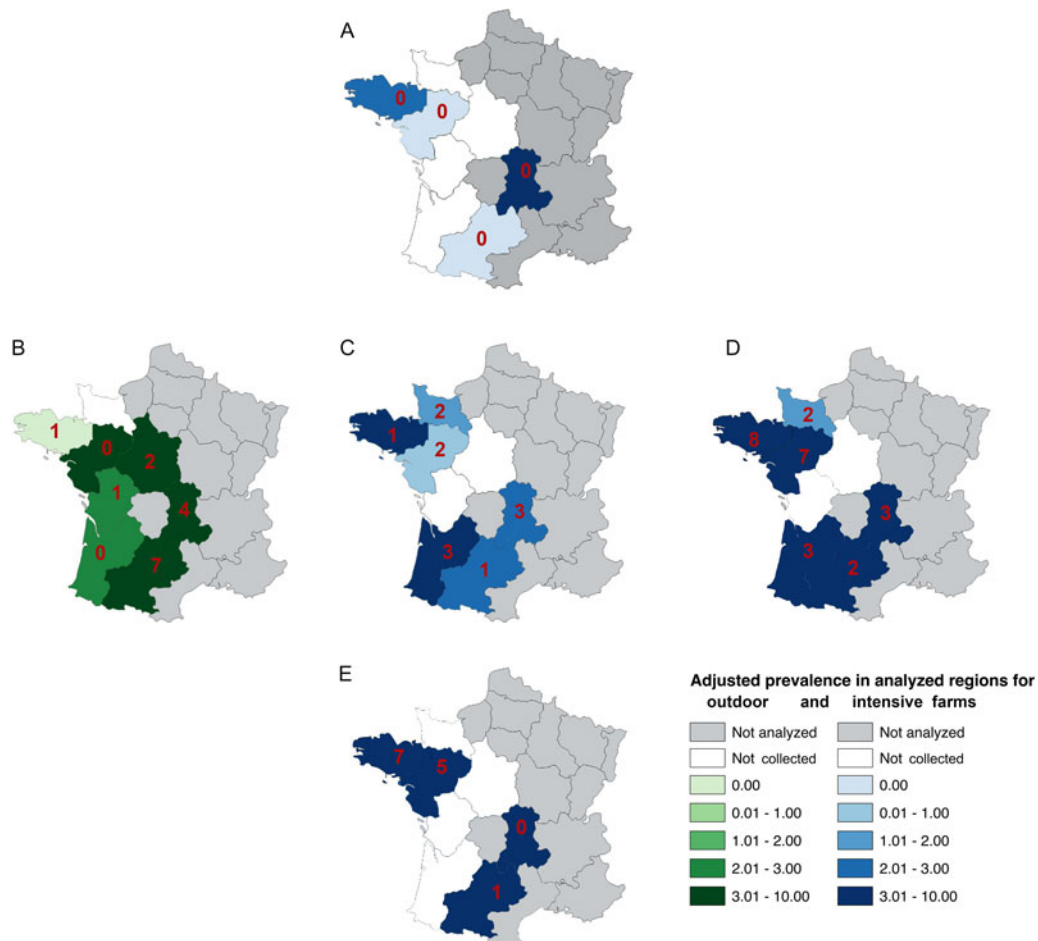 A
0
0
0
0
B
1
0
2
1
4
0
7
C
2
1
2
3
3
1
D
2
8
7
3
3
2
E
7
5
0
1
Adjusted prevalence in analyzed regions for
outdoor and intensive farms
Not analyzed Not analyzed
Not collected Not collected
0.00 0.00
0.01 - 1.00 0.01 - 1.00
1.01 - 2.00 1.01 - 2.00
2.01 - 3.00 2.01 - 3.00
3.01 - 10.00 3.01 - 10.00